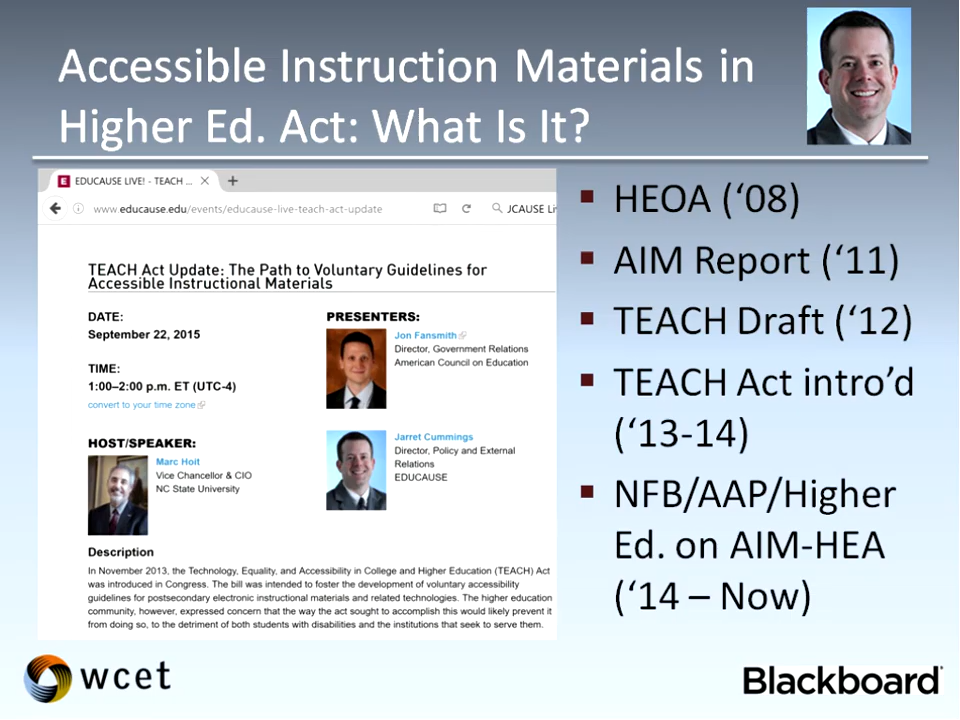 Accessible Instruction Materials in
Higher Ed. Act: What Is It?
EDUCAUSE LIVE! - TEACH ...
www.educause.edu/events/educause-live-teach-act-update
JCAUSE Li
TEACH Act Update: The Path to Voluntary Guidelines for
Accessible Instructional Materials
DATE:
September 22, 2015
TIME:
1:00–2:00 p.m. ET (UTC-4)
convert to your time zone
HOST/SPEAKER:
Marc Hoit
Vice Chancellor & CIO
NC State University
PRESENTERS:
Jon Fansmith
Director, Government Relations
American Council on Education
Jarret Cummings
Director, Policy and External
Relations
EDUCAUSE
Description
In November 2013, the Technology, Equality, and Accessibility in College and Higher Education (TEACH) Act
was introduced in Congress. The bill was intended to foster the development of voluntary accessibility
guidelines for postsecondary electronic instructional materials and related technologies. The higher education
community, however, expressed concern that the way the act sought to accomplish this would likely prevent it
from doing so, to the detriment of both students with disabilities and the institutions that seek to serve them.
▪ HEOA (‘08)
▪ AIM Report (‘11)
▪ TEACH Draft (‘12)
▪ TEACH Act intro’d
(‘13-14)
▪ NFB/AAP/Higher
Ed. on AIM-HEA
(‘14 – Now)
wcet
Blackboard